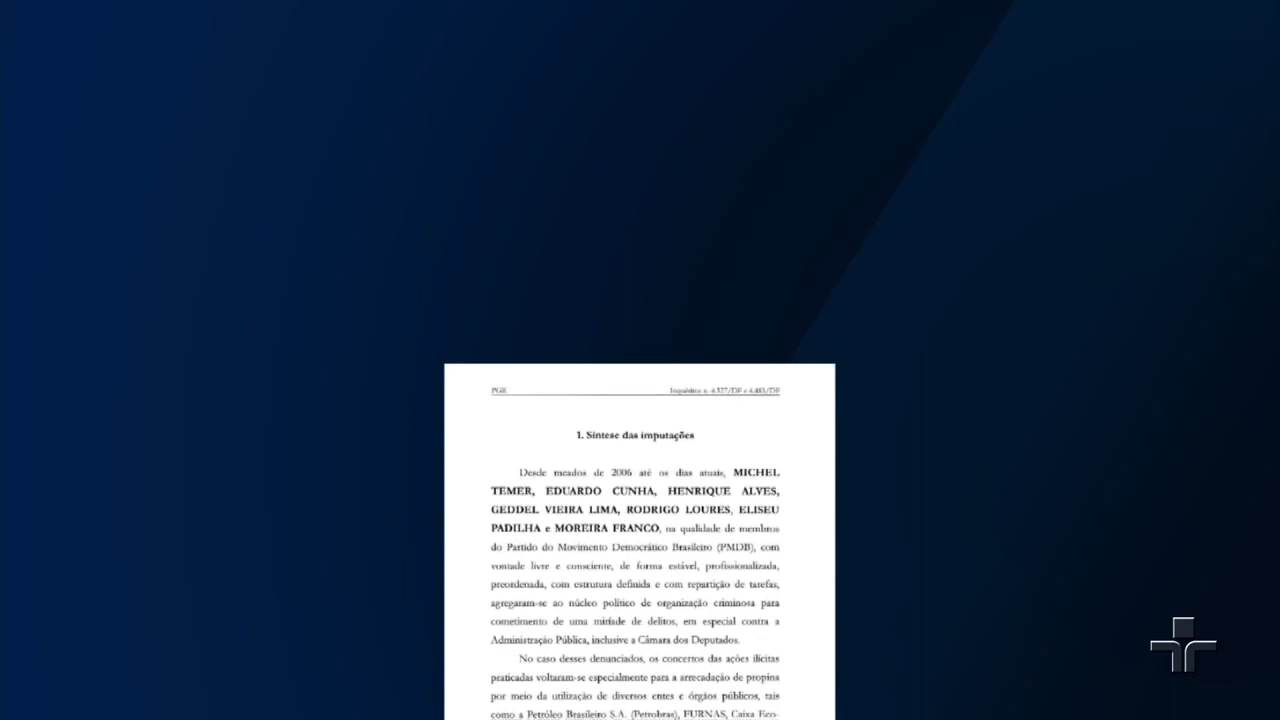 PGR
Inquéritos n. 4.327/DF e 4.483/DF
1. Síntese das imputações
Desde meados de 2006 até os dias atuais, MICHEL
TEMER, EDUARDO CUNHA, HENRIQUE ALVES,
GEDDEL VIEIRA LIMA, RODRIGO LOURES, ELISEU
PADILHA e MOREIRA FRANCO, na qualidade de membros
do Partido do Movimento Democrático Brasileiro (PMDB), com
vontade livre e consciente, de forma estável, profissionalizada,
preordenada, com estrutura definida e com repartição de tarefas,
agregaram-se ao núcleo político de organização criminosa para
cometimento de uma miríade de delitos, em especial contra a
Administração Pública, inclusive a Câmara dos Deputados.
No caso desses denunciados, os concertos das ações ilícitas
praticadas voltaram-se especialmente para a arrecadação de propina
por meio da utilização de diversos entes e órgãos públicos, tais
como a Petróleo Brasileiro S.A. (Petrobras), FURNAS, Caixa Eco-